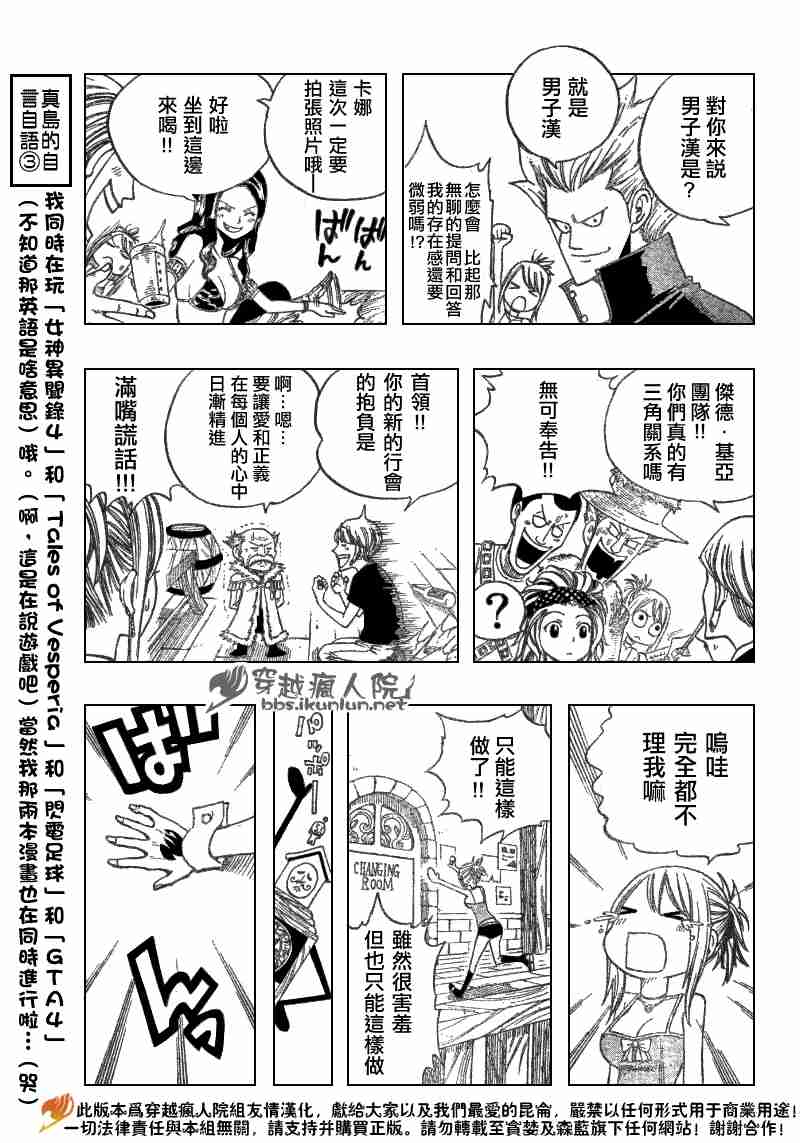 對你來說
男子漢是?
就是
男子漢
怎麼會 比起那
無聊的提問和回答
我的存在感還要
微弱嗎!?
卡娜
這次一定要
拍張照片哦—
好啦
坐到這邊
來喝!!
ばん
ばん
傑德・基亞
團隊!!
你們真的有
三角關系嗎
無可奉告!!
?
首領!!
你的新的行會
的抱負是
啊…嗯…
要讓愛和正義
在每個人的心中
日漸精進
滿嘴謊話!!!
嗚哇
完全都不
理我嘛
只能這樣
做了!!
CHANGING
ROOM
雖然很害羞
但也只能這樣做
ばんっ
真島的自
言自語③
我同時在玩「女神異聞錄4」和「Tales of Vesperia」和「閃電足球」和「GTA4」
(不知道那英語是啥意思)哦。(啊，這是在說遊戲吧)當然我那兩本漫畫也在同時進行啦…(哭)
穿越瘋人院
bbs.ikunlun.net
此版本爲穿越瘋人院組友情漢化，獻給大家以及我們最愛的昆侖，嚴禁以任何形式用于商業用途!
一切法律責任與本組無關，請支持并購買正版。請勿轉載至貪婪及森藍旗下任何網站! 謝謝合作!